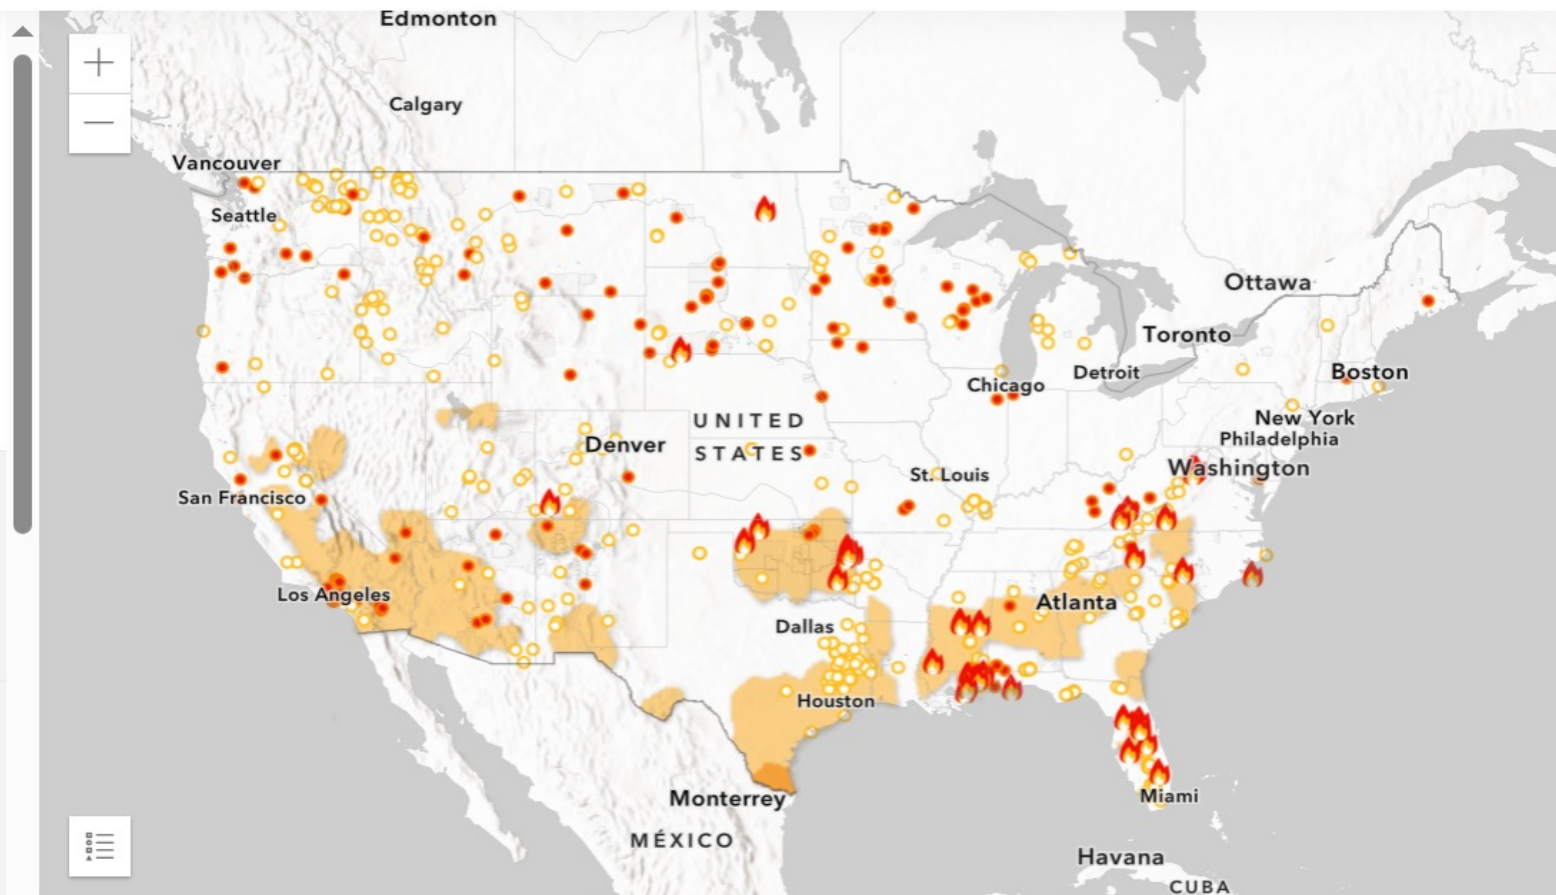 Edmonton
Calgary
Vancouver
Seattle
Ottawa
Toronto
Boston
Detroit
Chicago
New York
UNITED
STATES
Denver
Philadelphia
Washington
St. Louis
San Francisco
Los Angeles
Atlanta
Dallas
Houston
Monterrey
Miami
MÉXICO
Havana
CUBA